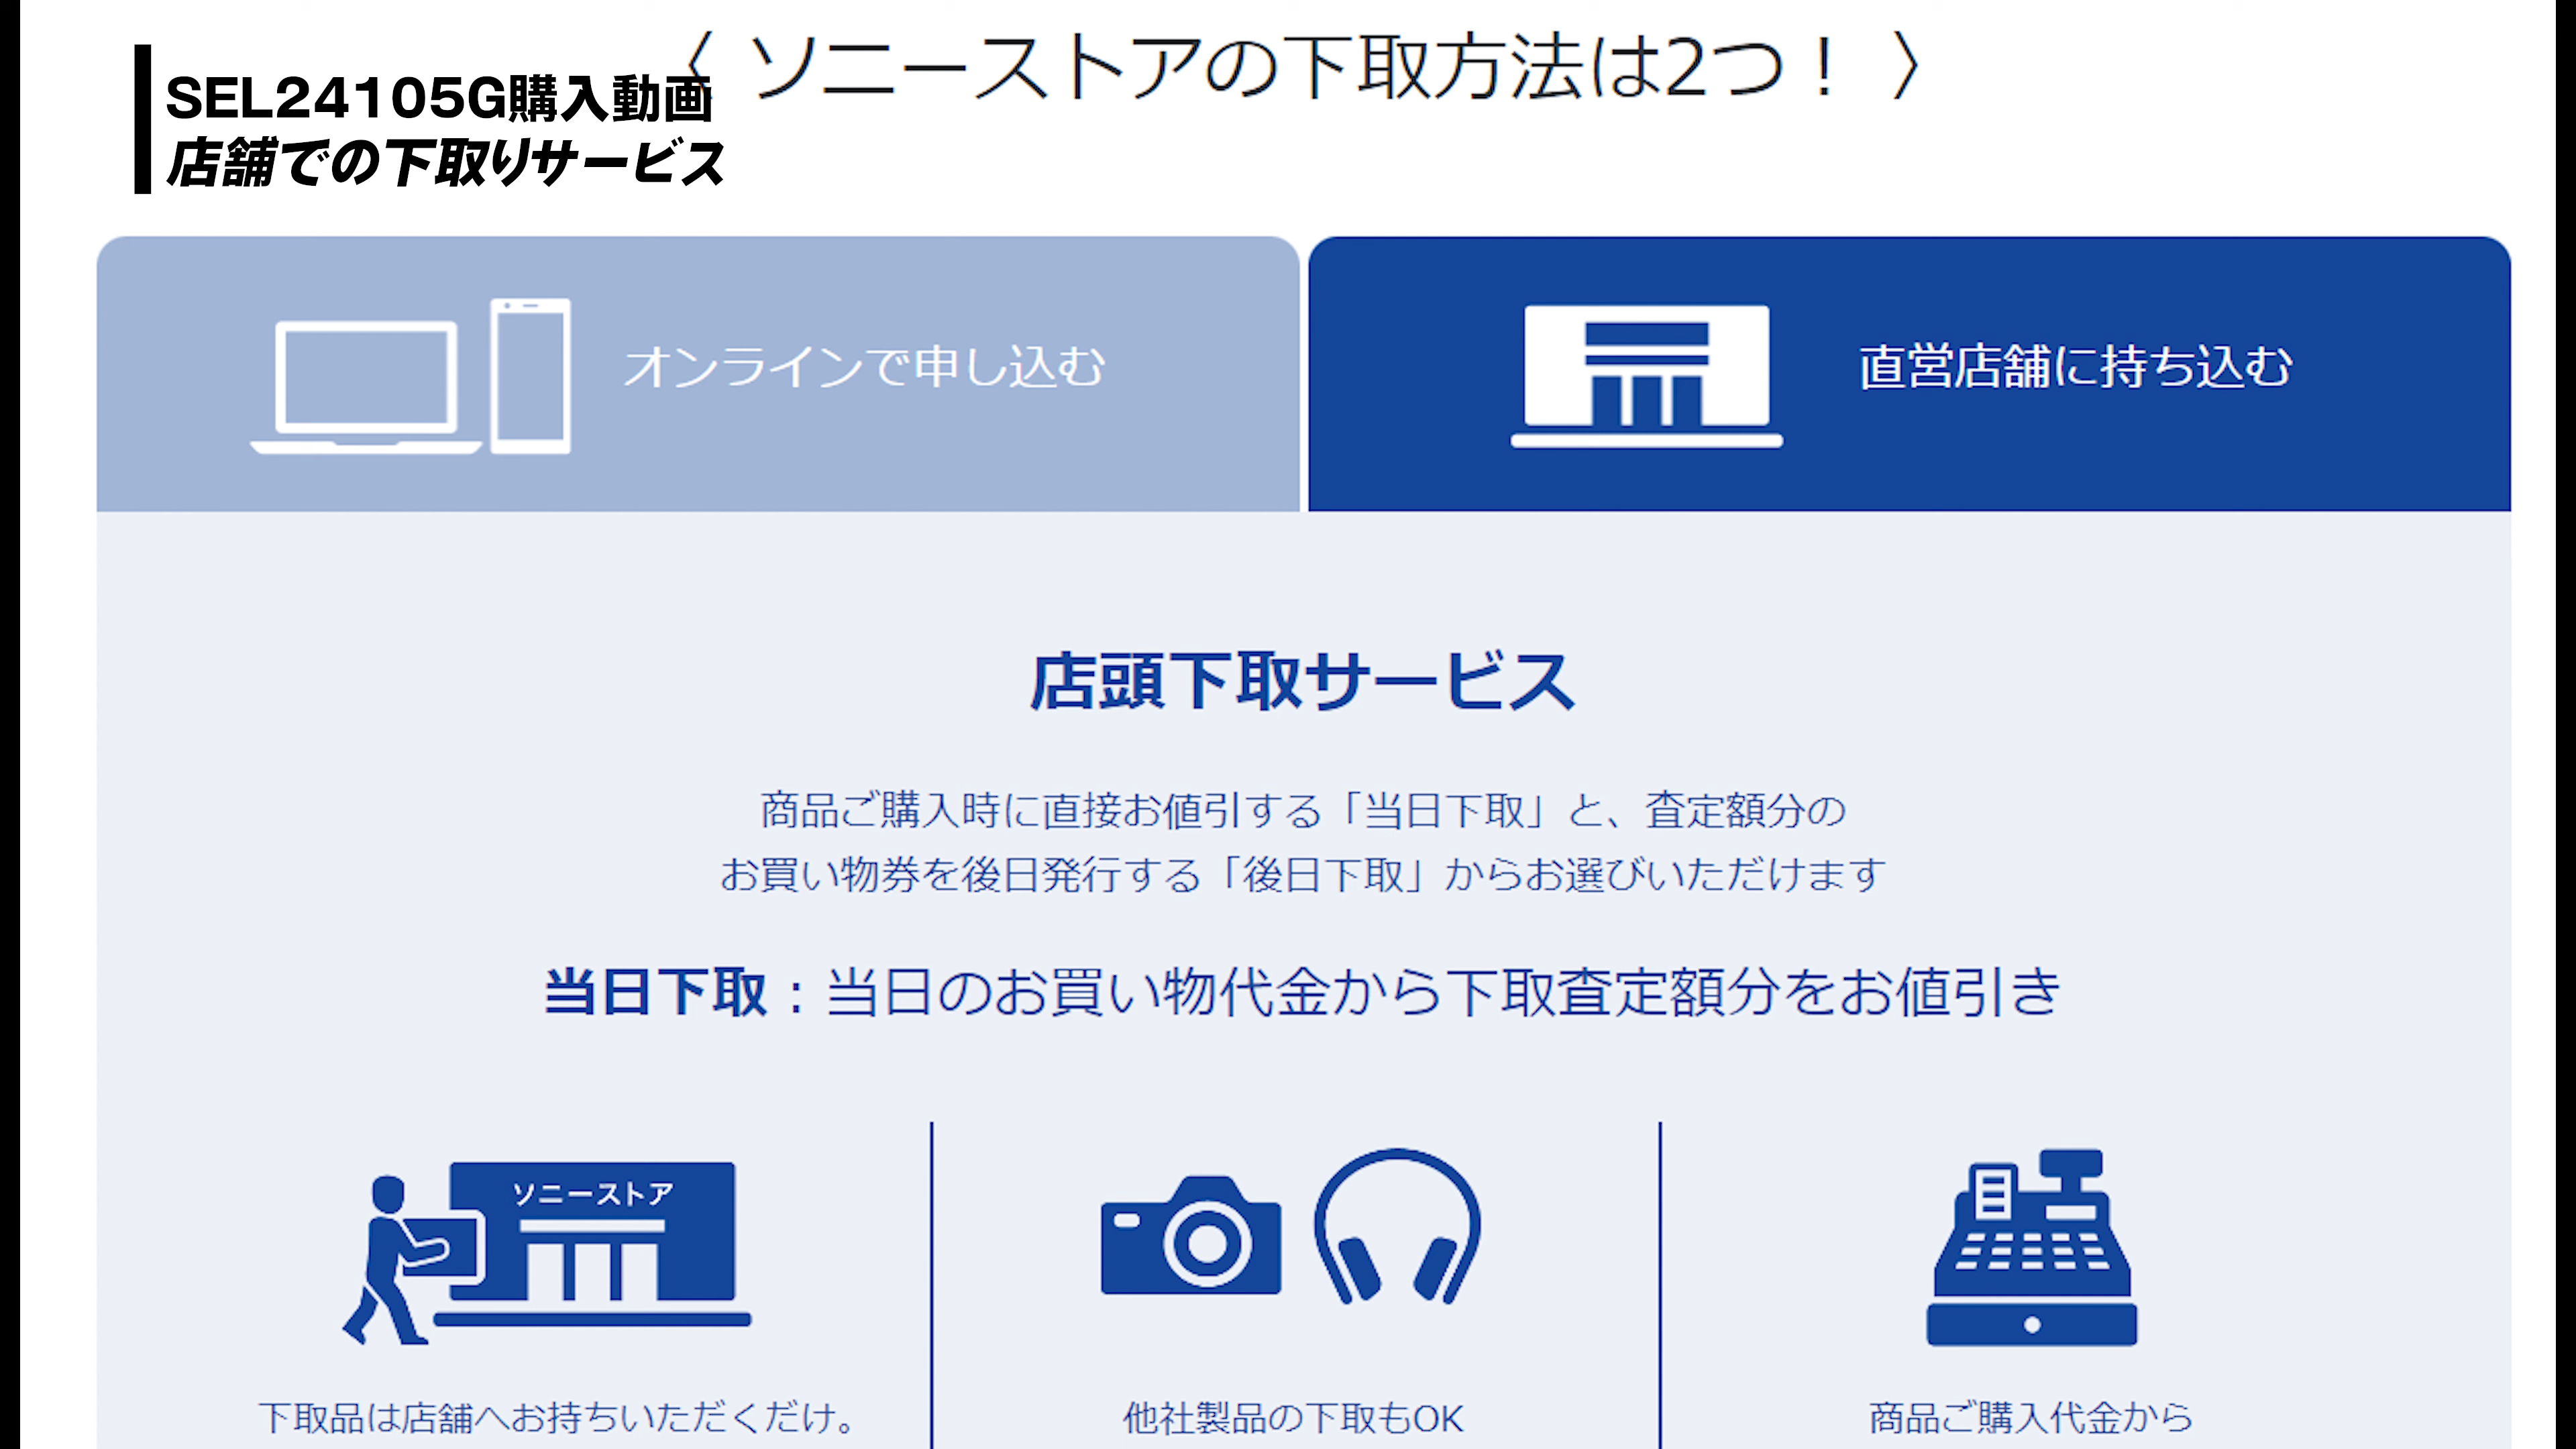 〈 ソニーストアの下取方法は2つ！ 〉
SEL24105G購入動画
店舗での下取りサービス
オンラインで申し込む
直営店舗に持ち込む
店頭下取サービス
商品ご購入時に直接お値引する「当日下取」と、査定額分の
お買い物券を後日発行する「後日下取」からお選びいただけます
当日下取：当日のお買い物代金から下取査定額分をお値引き
ソニーストア
下取品は店舗へお持ちいただくだけ。
他社製品の下取もOK
商品ご購入代金から